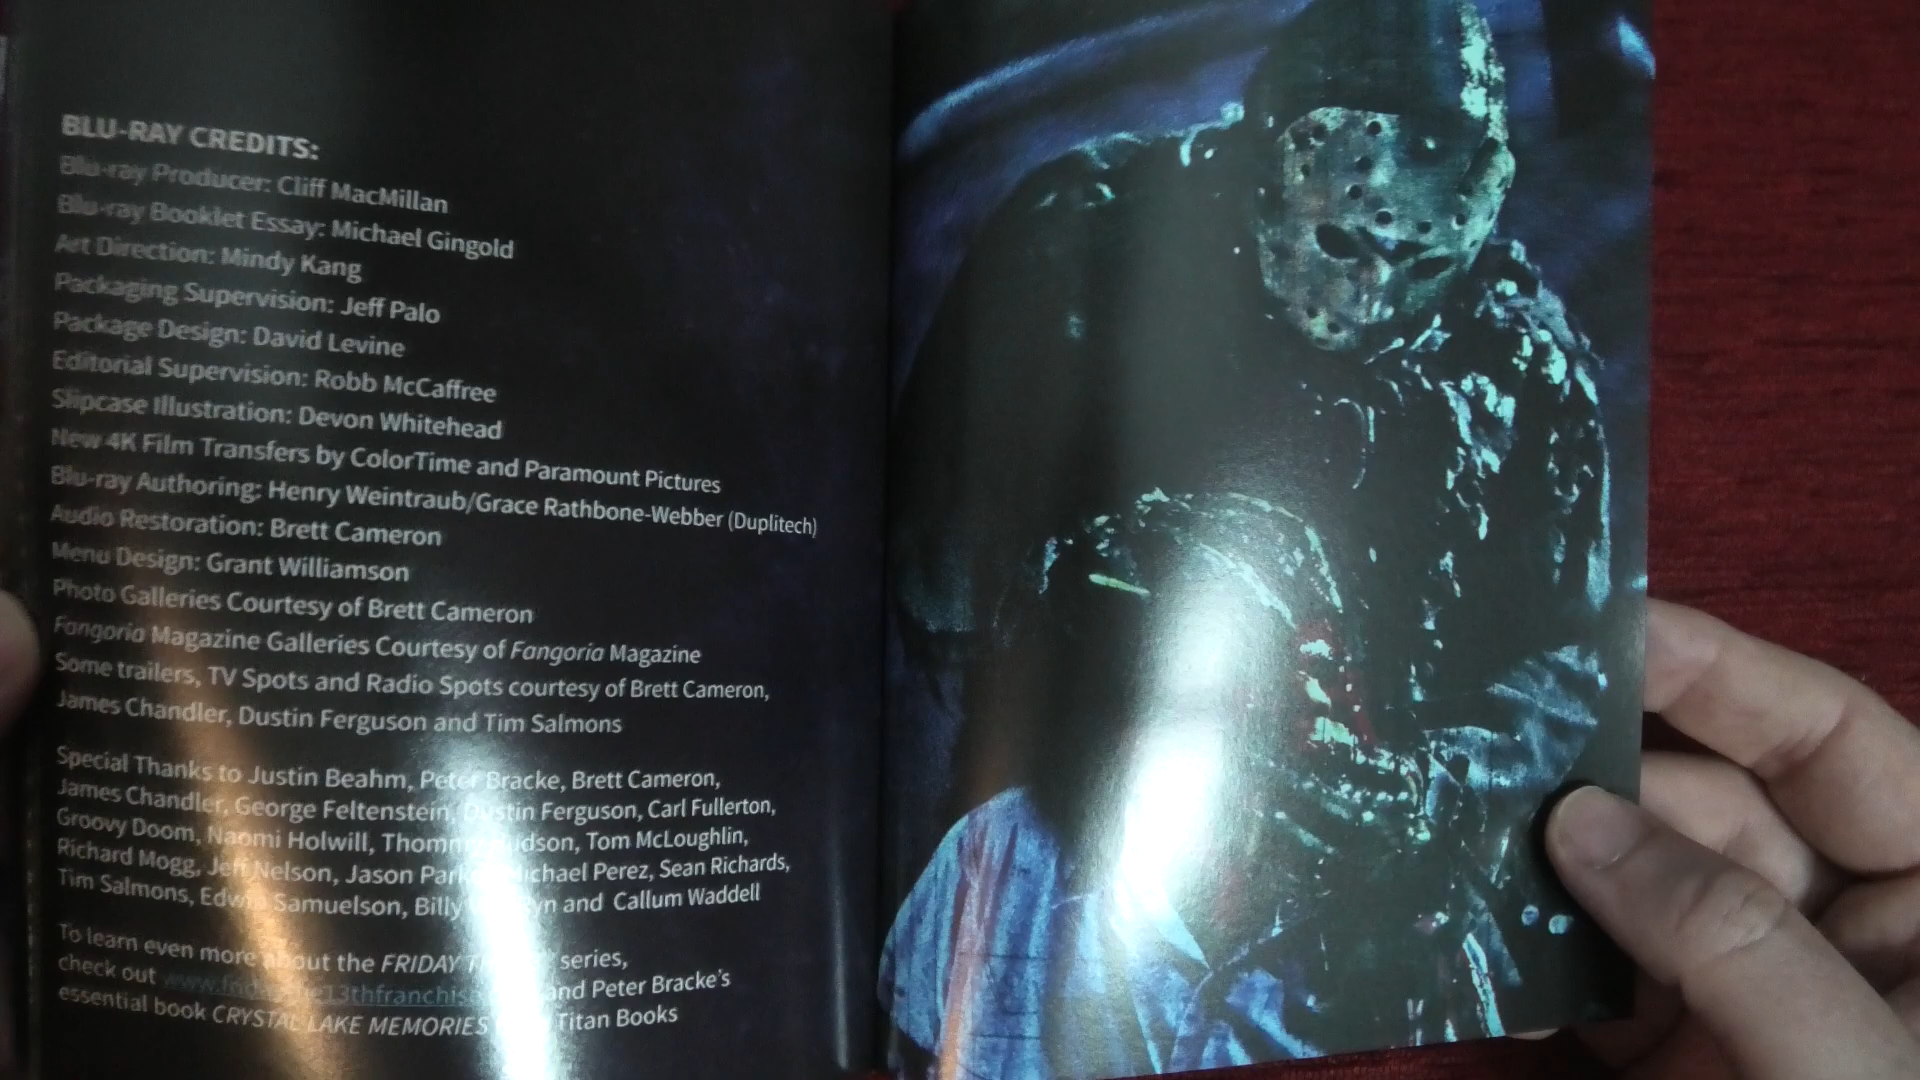 BLU-RAY CREDITS:
Blu-ray Producer: Cliff MacMillan
Blu-ray Booklet Essay: Michael Gingold
Art Direction: Mindy Kang
Packaging Supervision: Jeff Palo
Package Design: David Levine
Editorial Supervision: Robb McCaffree
Slipcase Illustration: Devon Whitehead
New 4K Film Transfers by ColorTime and Paramount Pictures
Blu-ray Authoring: Henry Weintraub/Grace Rathbone-Webber (Duplitech)
Audio Restoration: Brett Cameron
Menu Design: Grant Williamson
Photo Galleries Courtesy of Brett Cameron
Fangoria Magazine Galleries Courtesy of Fangoria Magazine
Some trailers, TV Spots and Radio Spots courtesy of Brett Cameron,
James Chandler, Dustin Ferguson and Tim Salmons
Special Thanks to Justin Beahm, Peter Bracke, Brett Cameron,
James Chandler, George Feltenstein, Dustin Ferguson, Carl Fullerton,
Groovy Doom, Naomi Holwill, Tom McLoughlin,
Richard Mogg, Jeff Nelson, Jason Michael Perez, Sean Richards,
Tim Salmons, Samuelson, Billy and Callum Waddell
To learn even more about the FRIDAY series,
check out and Peter Bracke's
essential book CRYSTAL LAKE MEMORIES Titan Books